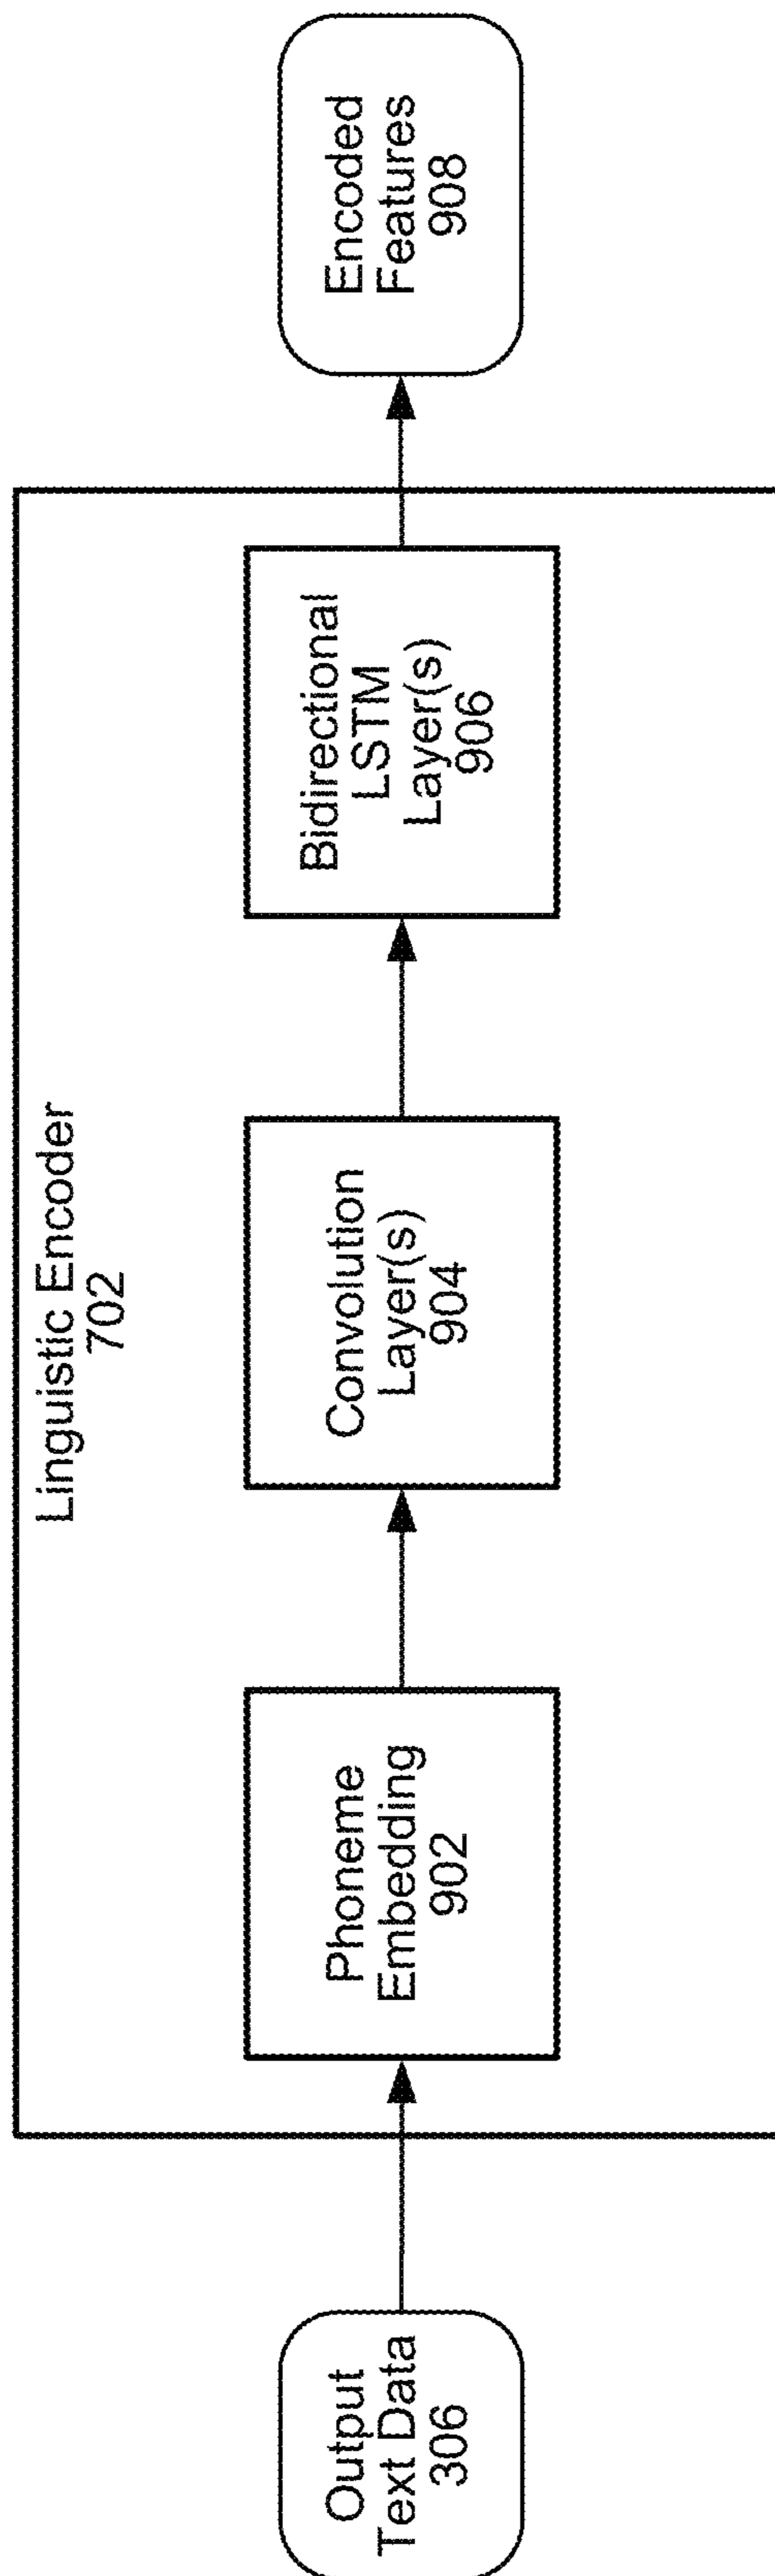 Linguistic Encoder
702
Output
Text Data
306
Phoneme
Embedding
902
Convolution
Layer(s)
904
Bidirectional
LSTM
Layer(s)
906
Encoded
Features
908